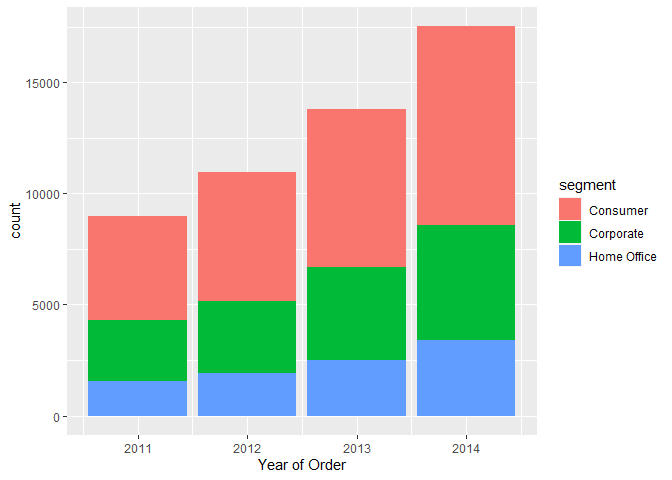 15000
10000
5000
0
count
2011 2012 2013 2014
Year of Order
segment
Consumer
Corporate
Home Office